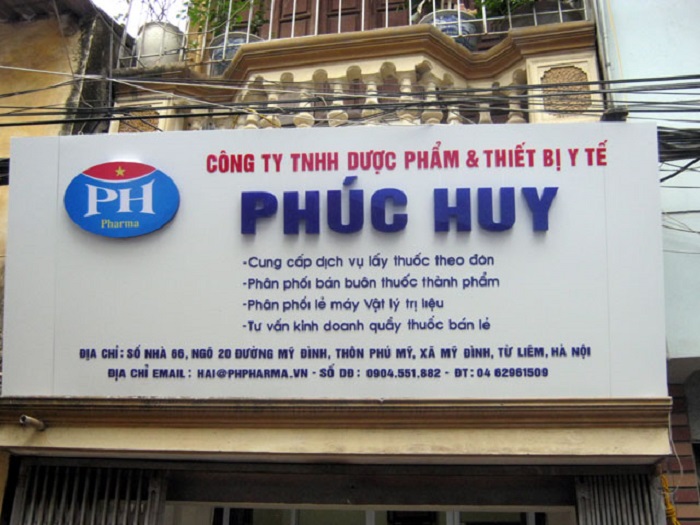 CÔNG TY TNHH DƯỢC PHẨM & THIẾT BỊ Y TẾ
PH
Pharma
PHÚC HUY
-Cung cấp dịch vụ lấy thuốc theo đơn
-Phân phối bán buôn thuốc thành phẩm
-Phân phối lẻ máy Vật lý trị liệu
-Tư vấn kinh doanh quầy thuốc bán lẻ
ĐỊA CHỈ: SỐ NHÀ 66, NGÕ 20 ĐƯỜNG MỸ ĐÌNH, THÔN PHÚ MỸ, XÃ MỸ ĐÌNH, TỪ LIÊM, HÀ NỘI
ĐỊA CHỈ EMAIL: HAI@PHPHARMA.VN - SỐ DĐ: 0904.551.882 - ĐT: 04 62961509